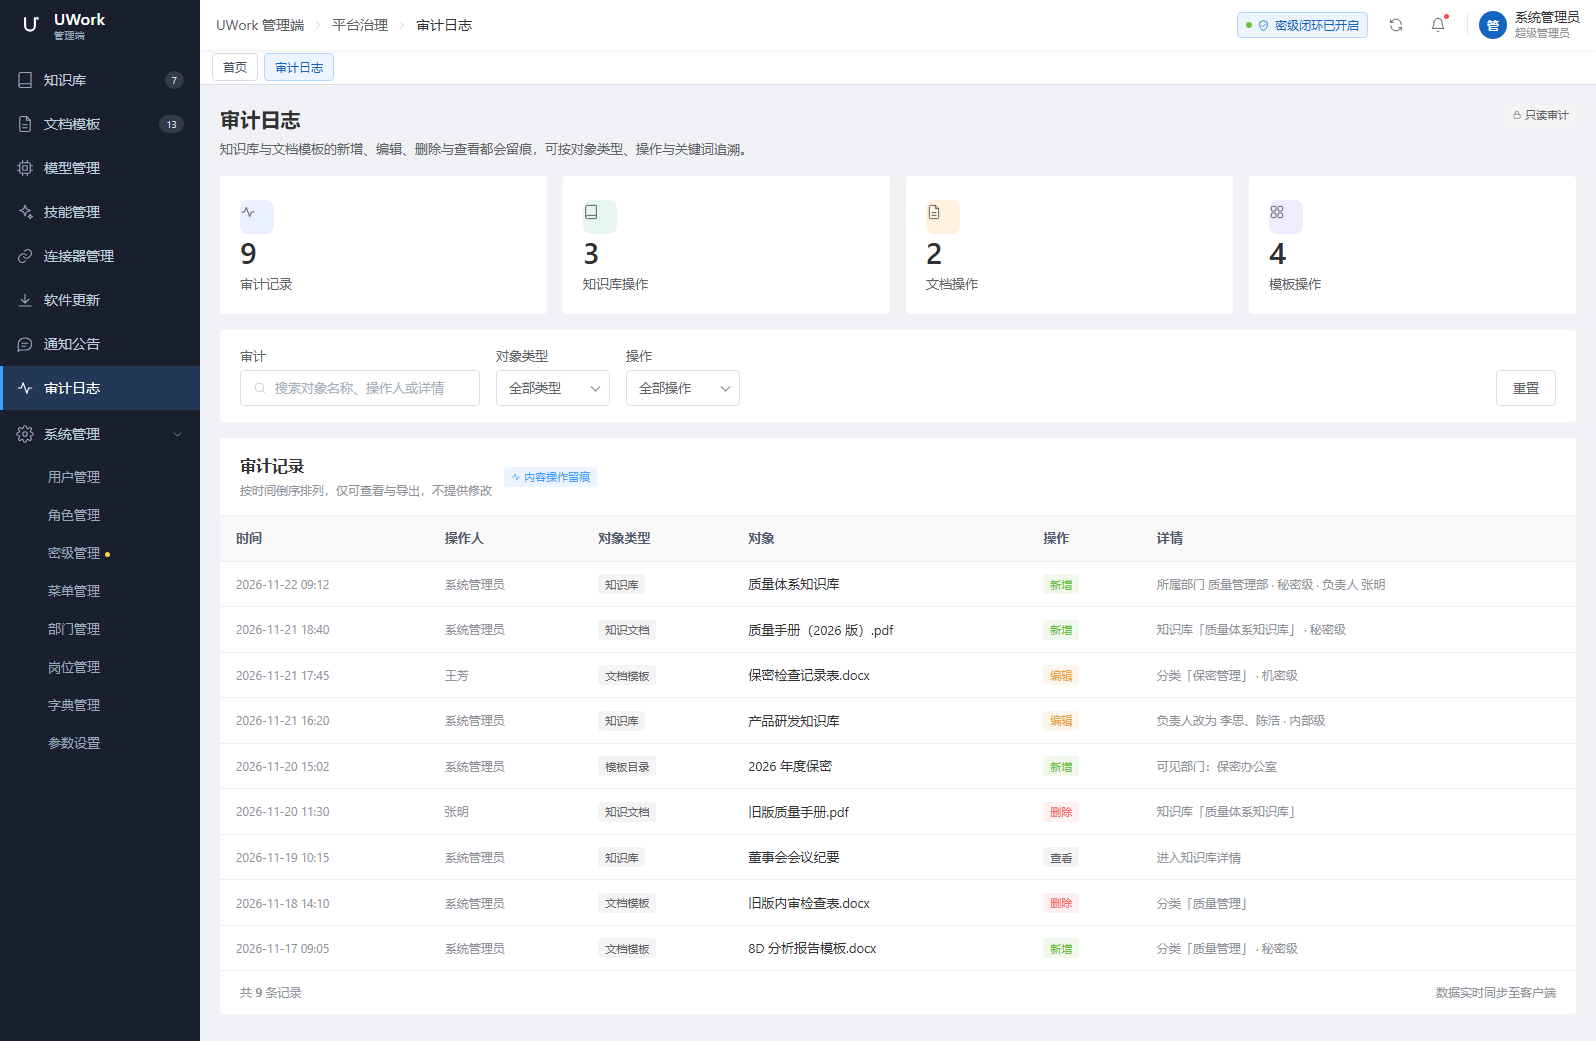 UWork
管理端
知识库 7
文档模板 13
模型管理
技能管理
连接器管理
软件更新
通知公告
审计日志
系统管理
用户管理
角色管理
密级管理
菜单管理
部门管理
岗位管理
字典管理
参数设置
UWork 管理端 平台治理 审计日志
密级闭环已开启
管
系统管理员
超级管理员
首页 审计日志
审计日志
只读审计
知识库与文档模板的新增、编辑、删除与查看都会留痕，可按对象类型、操作与关键词追溯。
9
审计记录
3
知识库操作
2
文档操作
4
模板操作
审计 对象类型 操作
搜索对象名称、操作人或详情 全部类型 全部操作 重置
审计记录
按时间倒序排列，仅可查看与导出，不提供修改
内容操作留痕
时间 操作人 对象类型 对象 操作 详情
2026-11-22 09:12 系统管理员 知识库 质量体系知识库 新增 所属部门 质量管理部 · 秘密级 · 负责人 张明
2026-11-21 18:40 系统管理员 知识文档 质量手册（2026 版）.pdf 新增 知识库「质量体系知识库」 · 秘密级
2026-11-21 17:45 王芳 文档模板 保密检查记录表.docx 编辑 分类「保密管理」 · 机密级
2026-11-21 16:20 系统管理员 知识库 产品研发知识库 编辑 负责人改为 李思、陈浩 · 内部级
2026-11-20 15:02 系统管理员 模板目录 2026 年度保密 新增 可见部门：保密办公室
2026-11-20 11:30 张明 知识文档 旧版质量手册.pdf 删除 知识库「质量体系知识库」
2026-11-19 10:15 系统管理员 知识库 董事会会议纪要 查看 进入知识库详情
2026-11-18 14:10 系统管理员 文档模板 旧版内审检查表.docx 删除 分类「质量管理」
2026-11-17 09:05 系统管理员 文档模板 8D 分析报告模板.docx 新增 分类「质量管理」 · 秘密级
共 9 条记录
数据实时同步至客户端